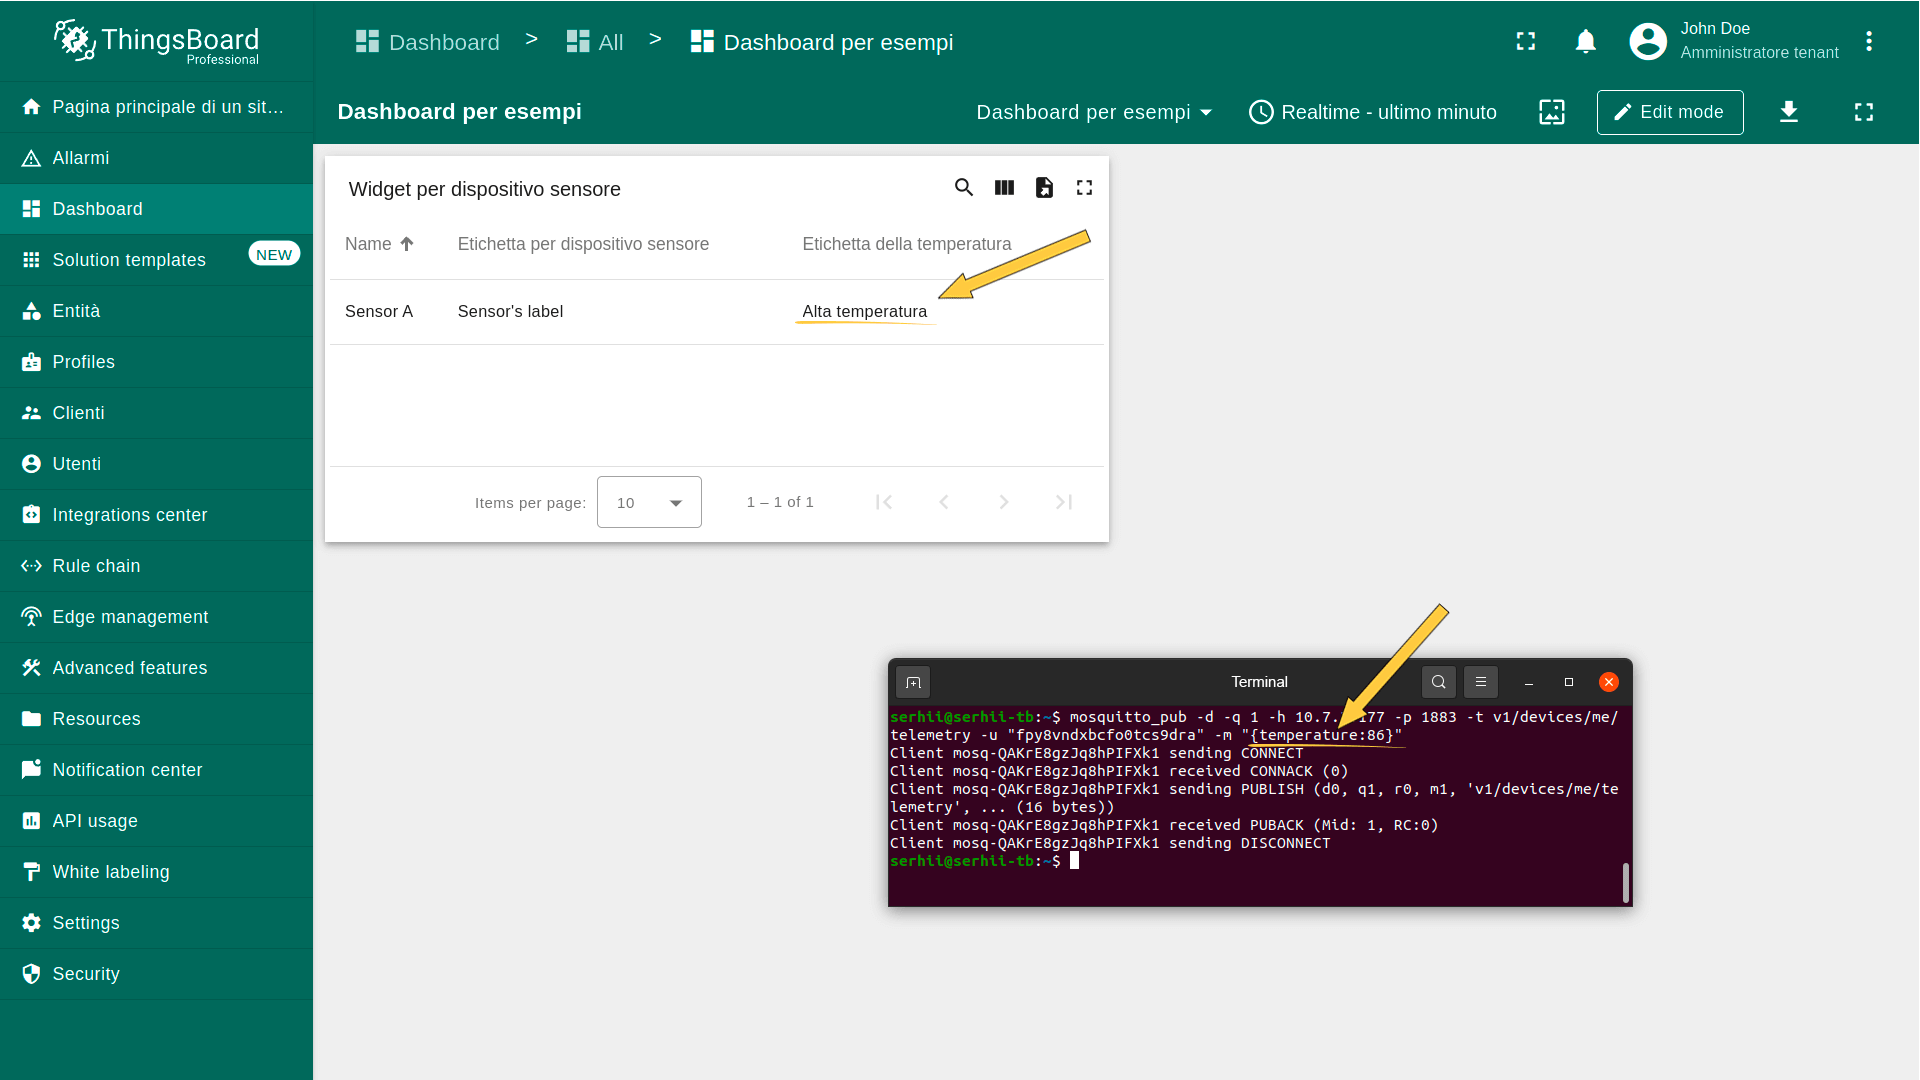 ThingsBoard
Professional
Dashboard > All > Dashboard per esempi
John Doe
Amministratore tenant
Pagina principale di un sit...
Allarmi
Dashboard
Solution templates NEW
Entità
Profiles
Clienti
Utenti
Integrations center
Rule chain
Edge management
Advanced features
Resources
Notification center
API usage
White labeling
Settings
Security
Dashboard per esempi
Dashboard per esempi
Realtime - ultimo minuto
Edit mode
Widget per dispositivo sensore
Name Etichetta per dispositivo sensore Etichetta della temperatura
Sensor A Sensor's label Alta temperatura
Items per page: 10 1 – 1 of 1
Terminal
serhii@serhii-tb:~$ mosquitto_pub -d -q 1 -h 10.7. 177 -p 1883 -t v1/devices/me/
telemetry -u "fpy8vndxbcfo0tcs9dra" -m "{temperature:86}"
Client mosq-QAKrE8gzJq8hPIFXk1 sending CONNECT
Client mosq-QAKrE8gzJq8hPIFXk1 received CONNACK (0)
Client mosq-QAKrE8gzJq8hPIFXk1 sending PUBLISH (d0, q1, r0, m1, 'v1/devices/me/te
lemetry', ... (16 bytes))
Client mosq-QAKrE8gzJq8hPIFXk1 received PUBACK (Mid: 1, RC:0)
Client mosq-QAKrE8gzJq8hPIFXk1 sending DISCONNECT
serhii@serhii-tb:~$